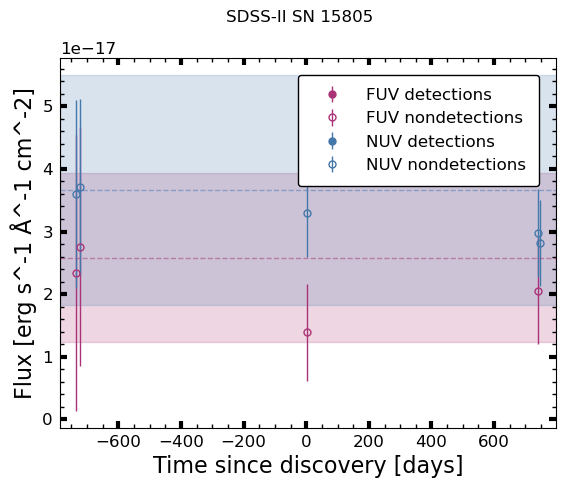 SDSS-II SN 15805
1e−17
FUV detections
FUV nondetections
NUV detections
NUV nondetections
Flux [erg s^-1 Å^-1 cm^-2]
5
4
3
2
1
0
−600 −400 −200 0 200 400 600
Time since discovery [days]